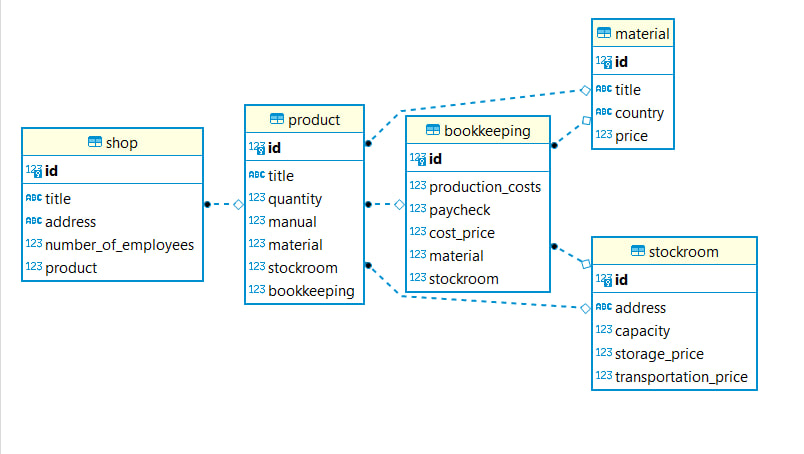 shop
123 id
ABC title
ABC address
123 number_of_employees
123 product
product
123 id
ABC title
123 quantity
123 manual
123 material
123 stockroom
123 bookkeeping
bookkeeping
123 id
123 production_costs
123 paycheck
123 cost_price
123 material
123 stockroom
material
123 id
ABC title
ABC country
123 price
stockroom
123 id
ABC address
123 capacity
123 storage_price
123 transportation_price